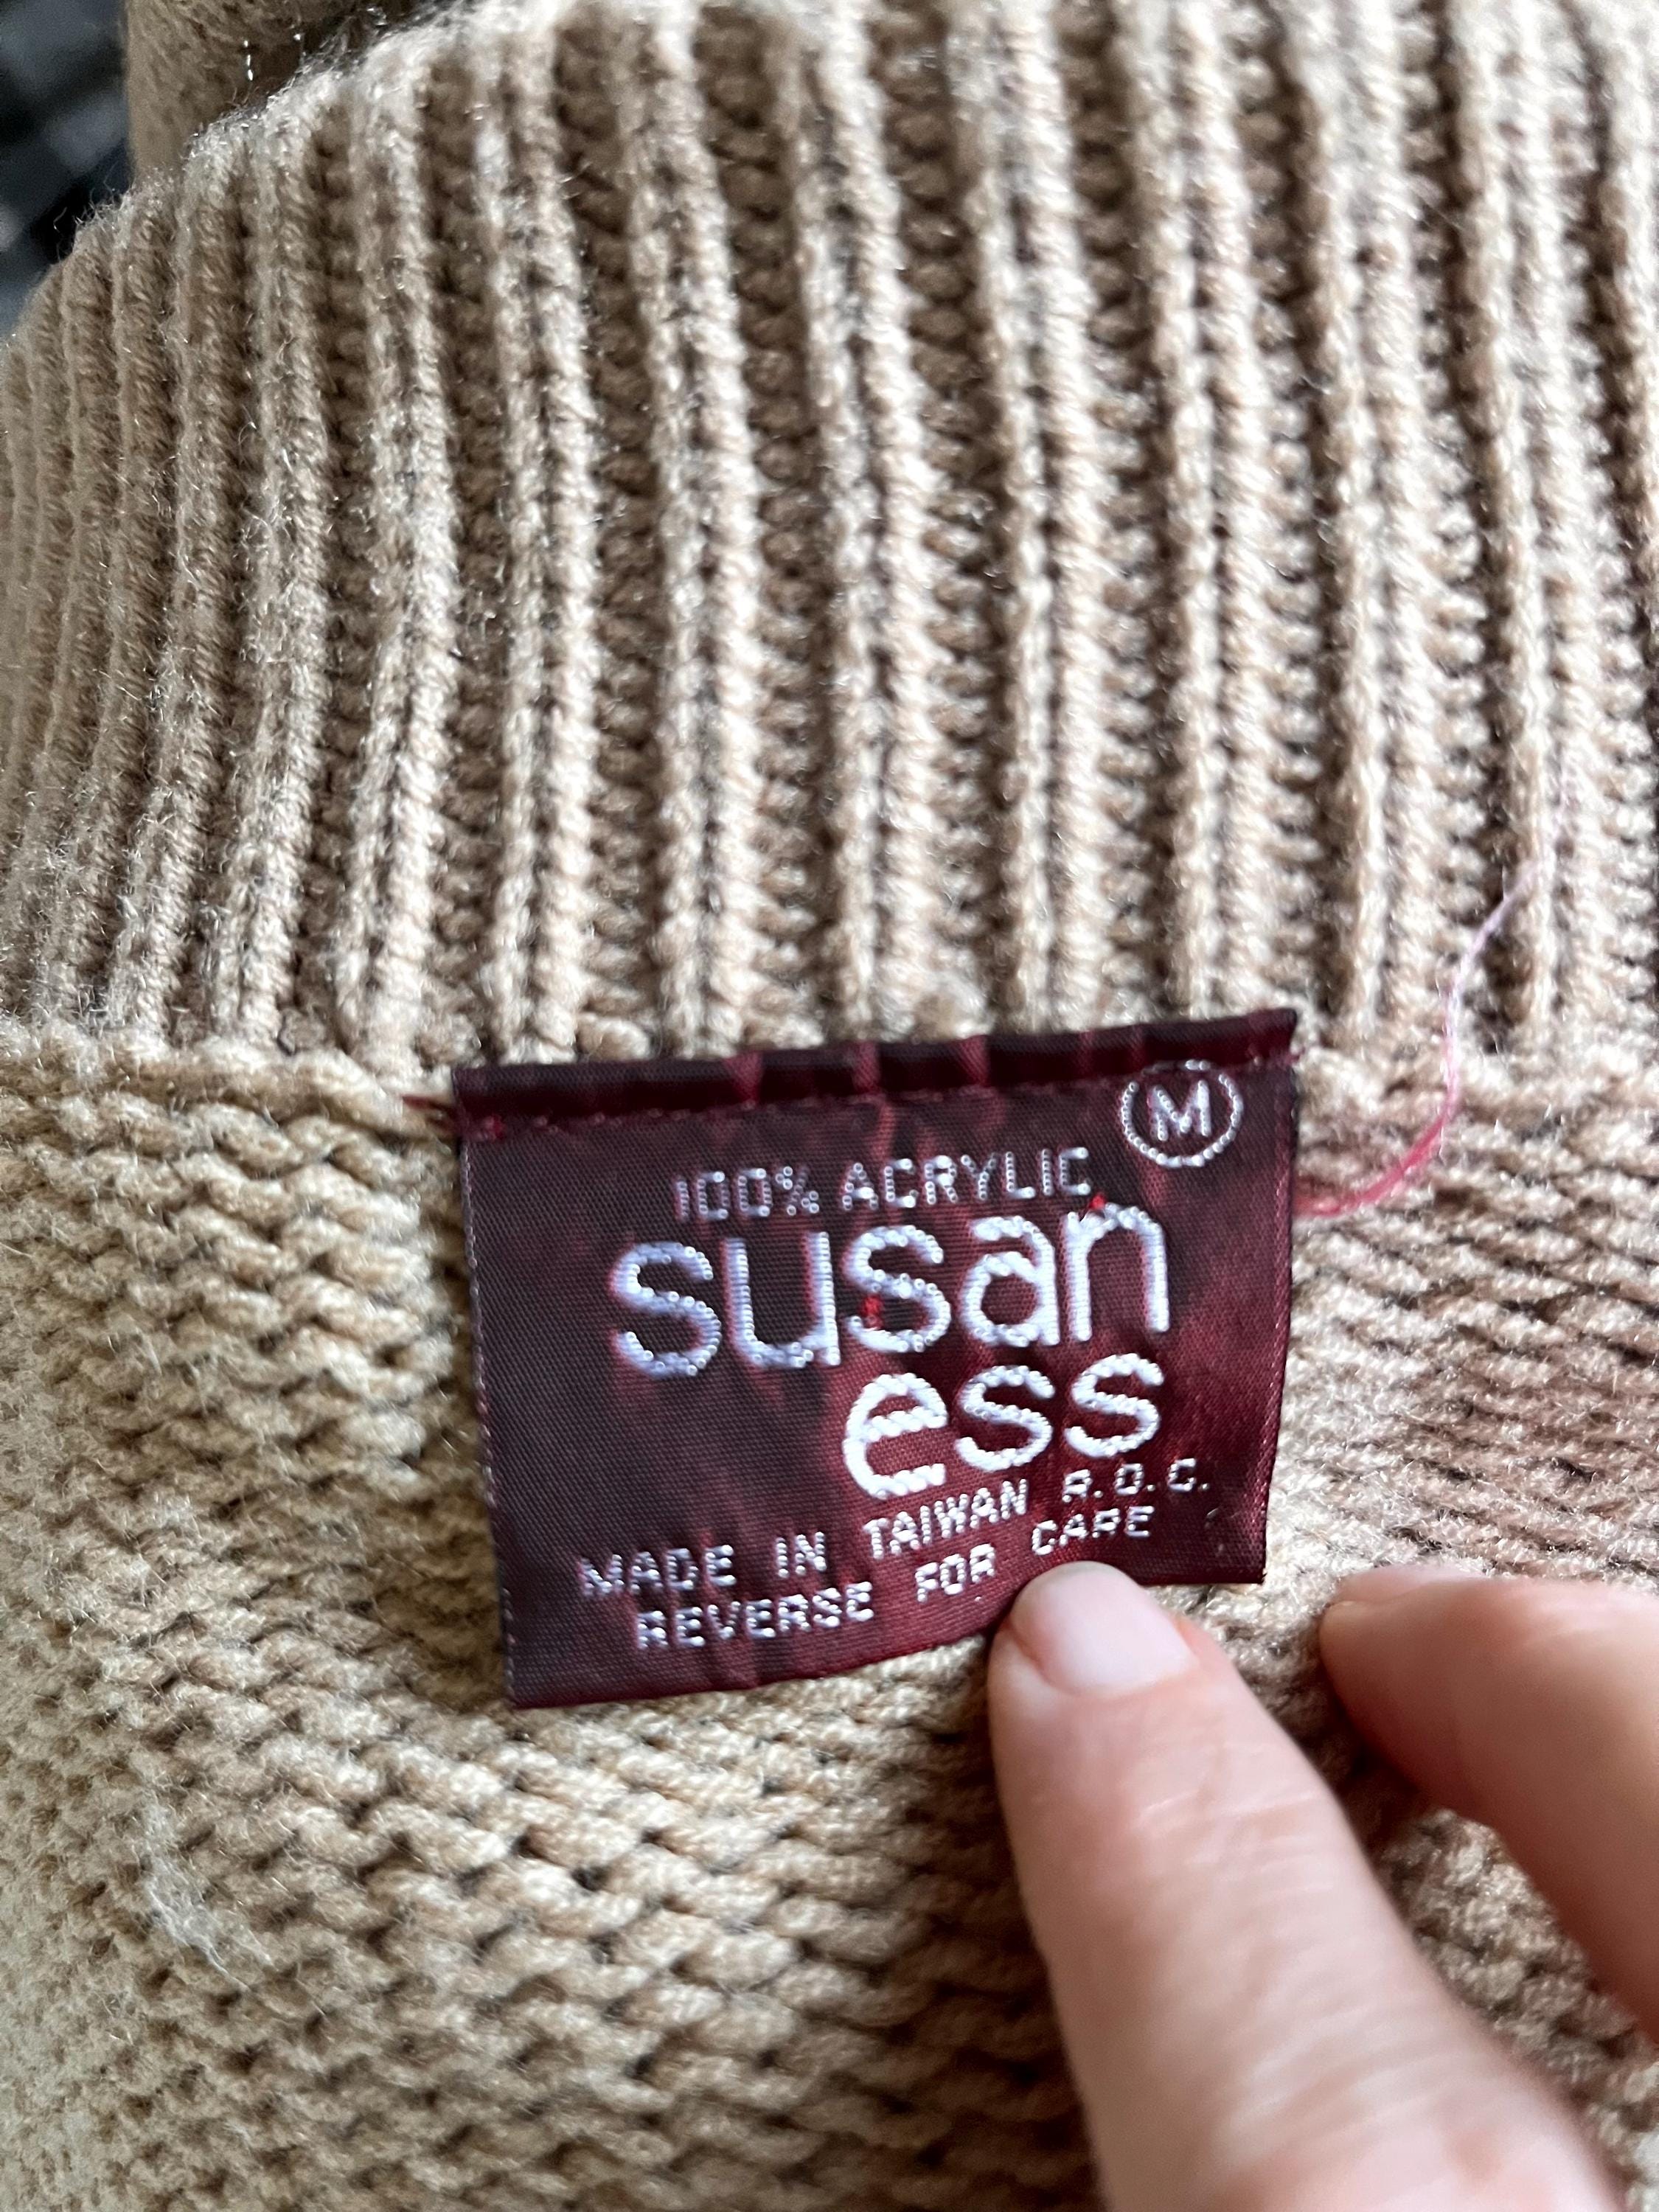 M
100% ACRYLIC
susan
ess
MADE IN TAIWAN R.O.C.
REVERSE FOR CARE